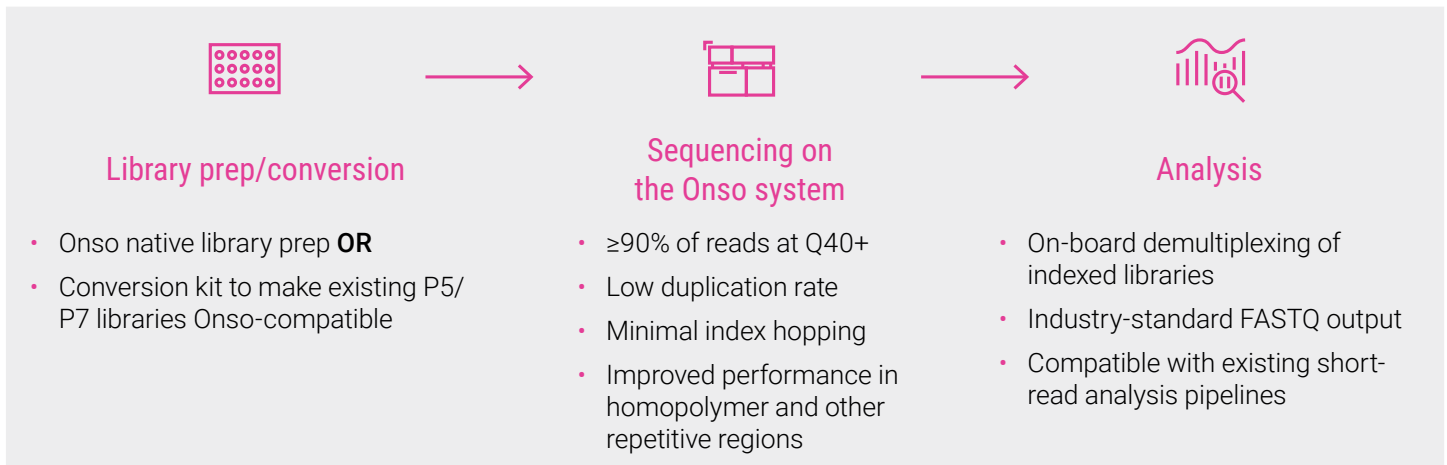 Library prep/conversion
• Onso native library prep OR
• Conversion kit to make existing P5/
P7 libraries Onso-compatible
Sequencing on
the Onso system
• ≥90% of reads at Q40+
• Low duplication rate
• Minimal index hopping
• Improved performance in
homopolymer and other
repetitive regions
Analysis
• On-board demultiplexing of
indexed libraries
• Industry-standard FASTQ output
• Compatible with existing short-
read analysis pipelines